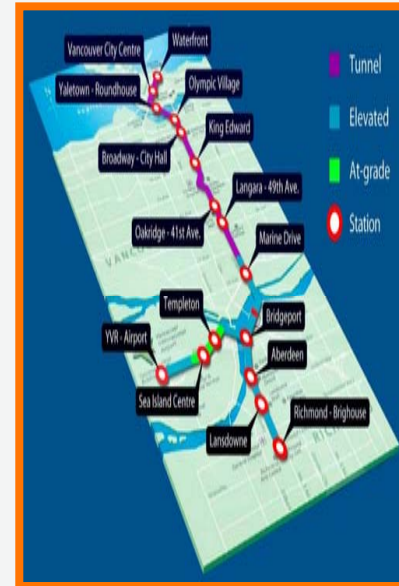 Waterfront
Vancouver City Centre
Tunnel
Yaletown - Roundhouse
Olympic Village
Elevated
King Edward
Broadway - City Hall
At-grade
Langara - 49th Ave.
Station
Oakridge - 41st Ave.
Marine Drive
Templeton
Bridgeport
YVR - Airport
Aberdeen
Sea Island Centre
Lansdowne
Richmond - Brighouse